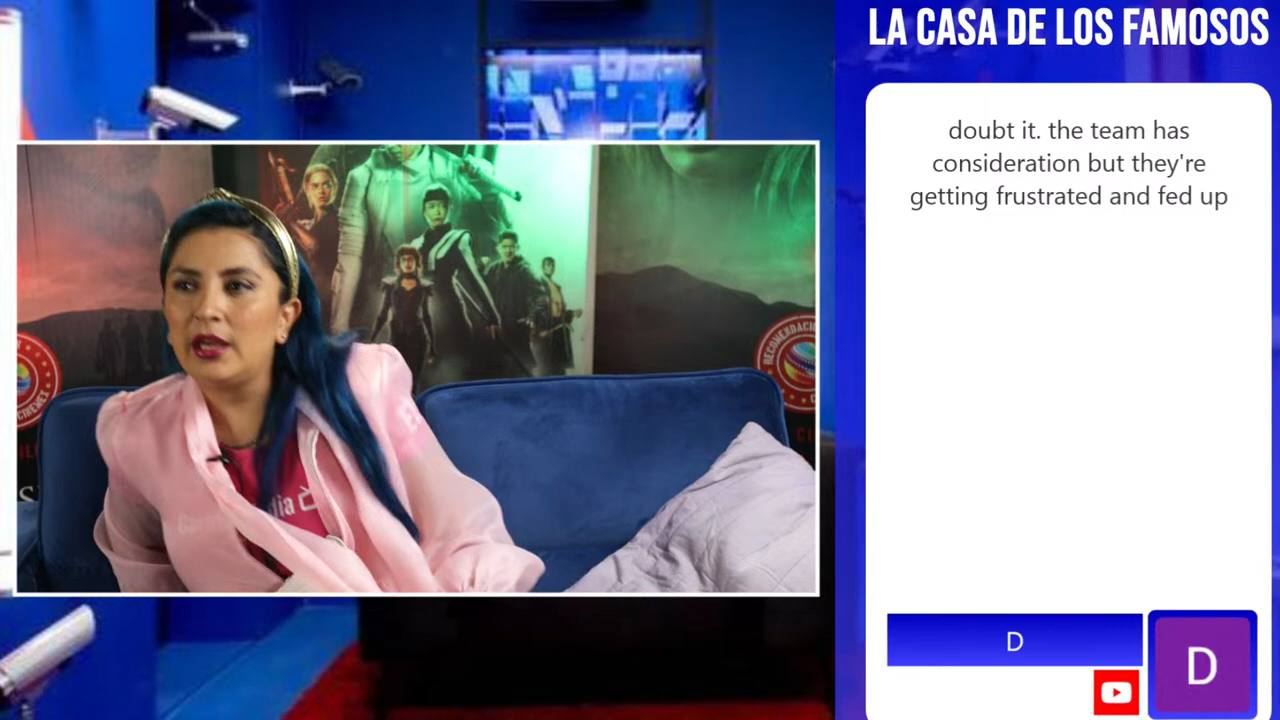 LA CASA DE LOS FAMOSOS
doubt it. the team has
consideration but they're
getting frustrated and fed up
D
D